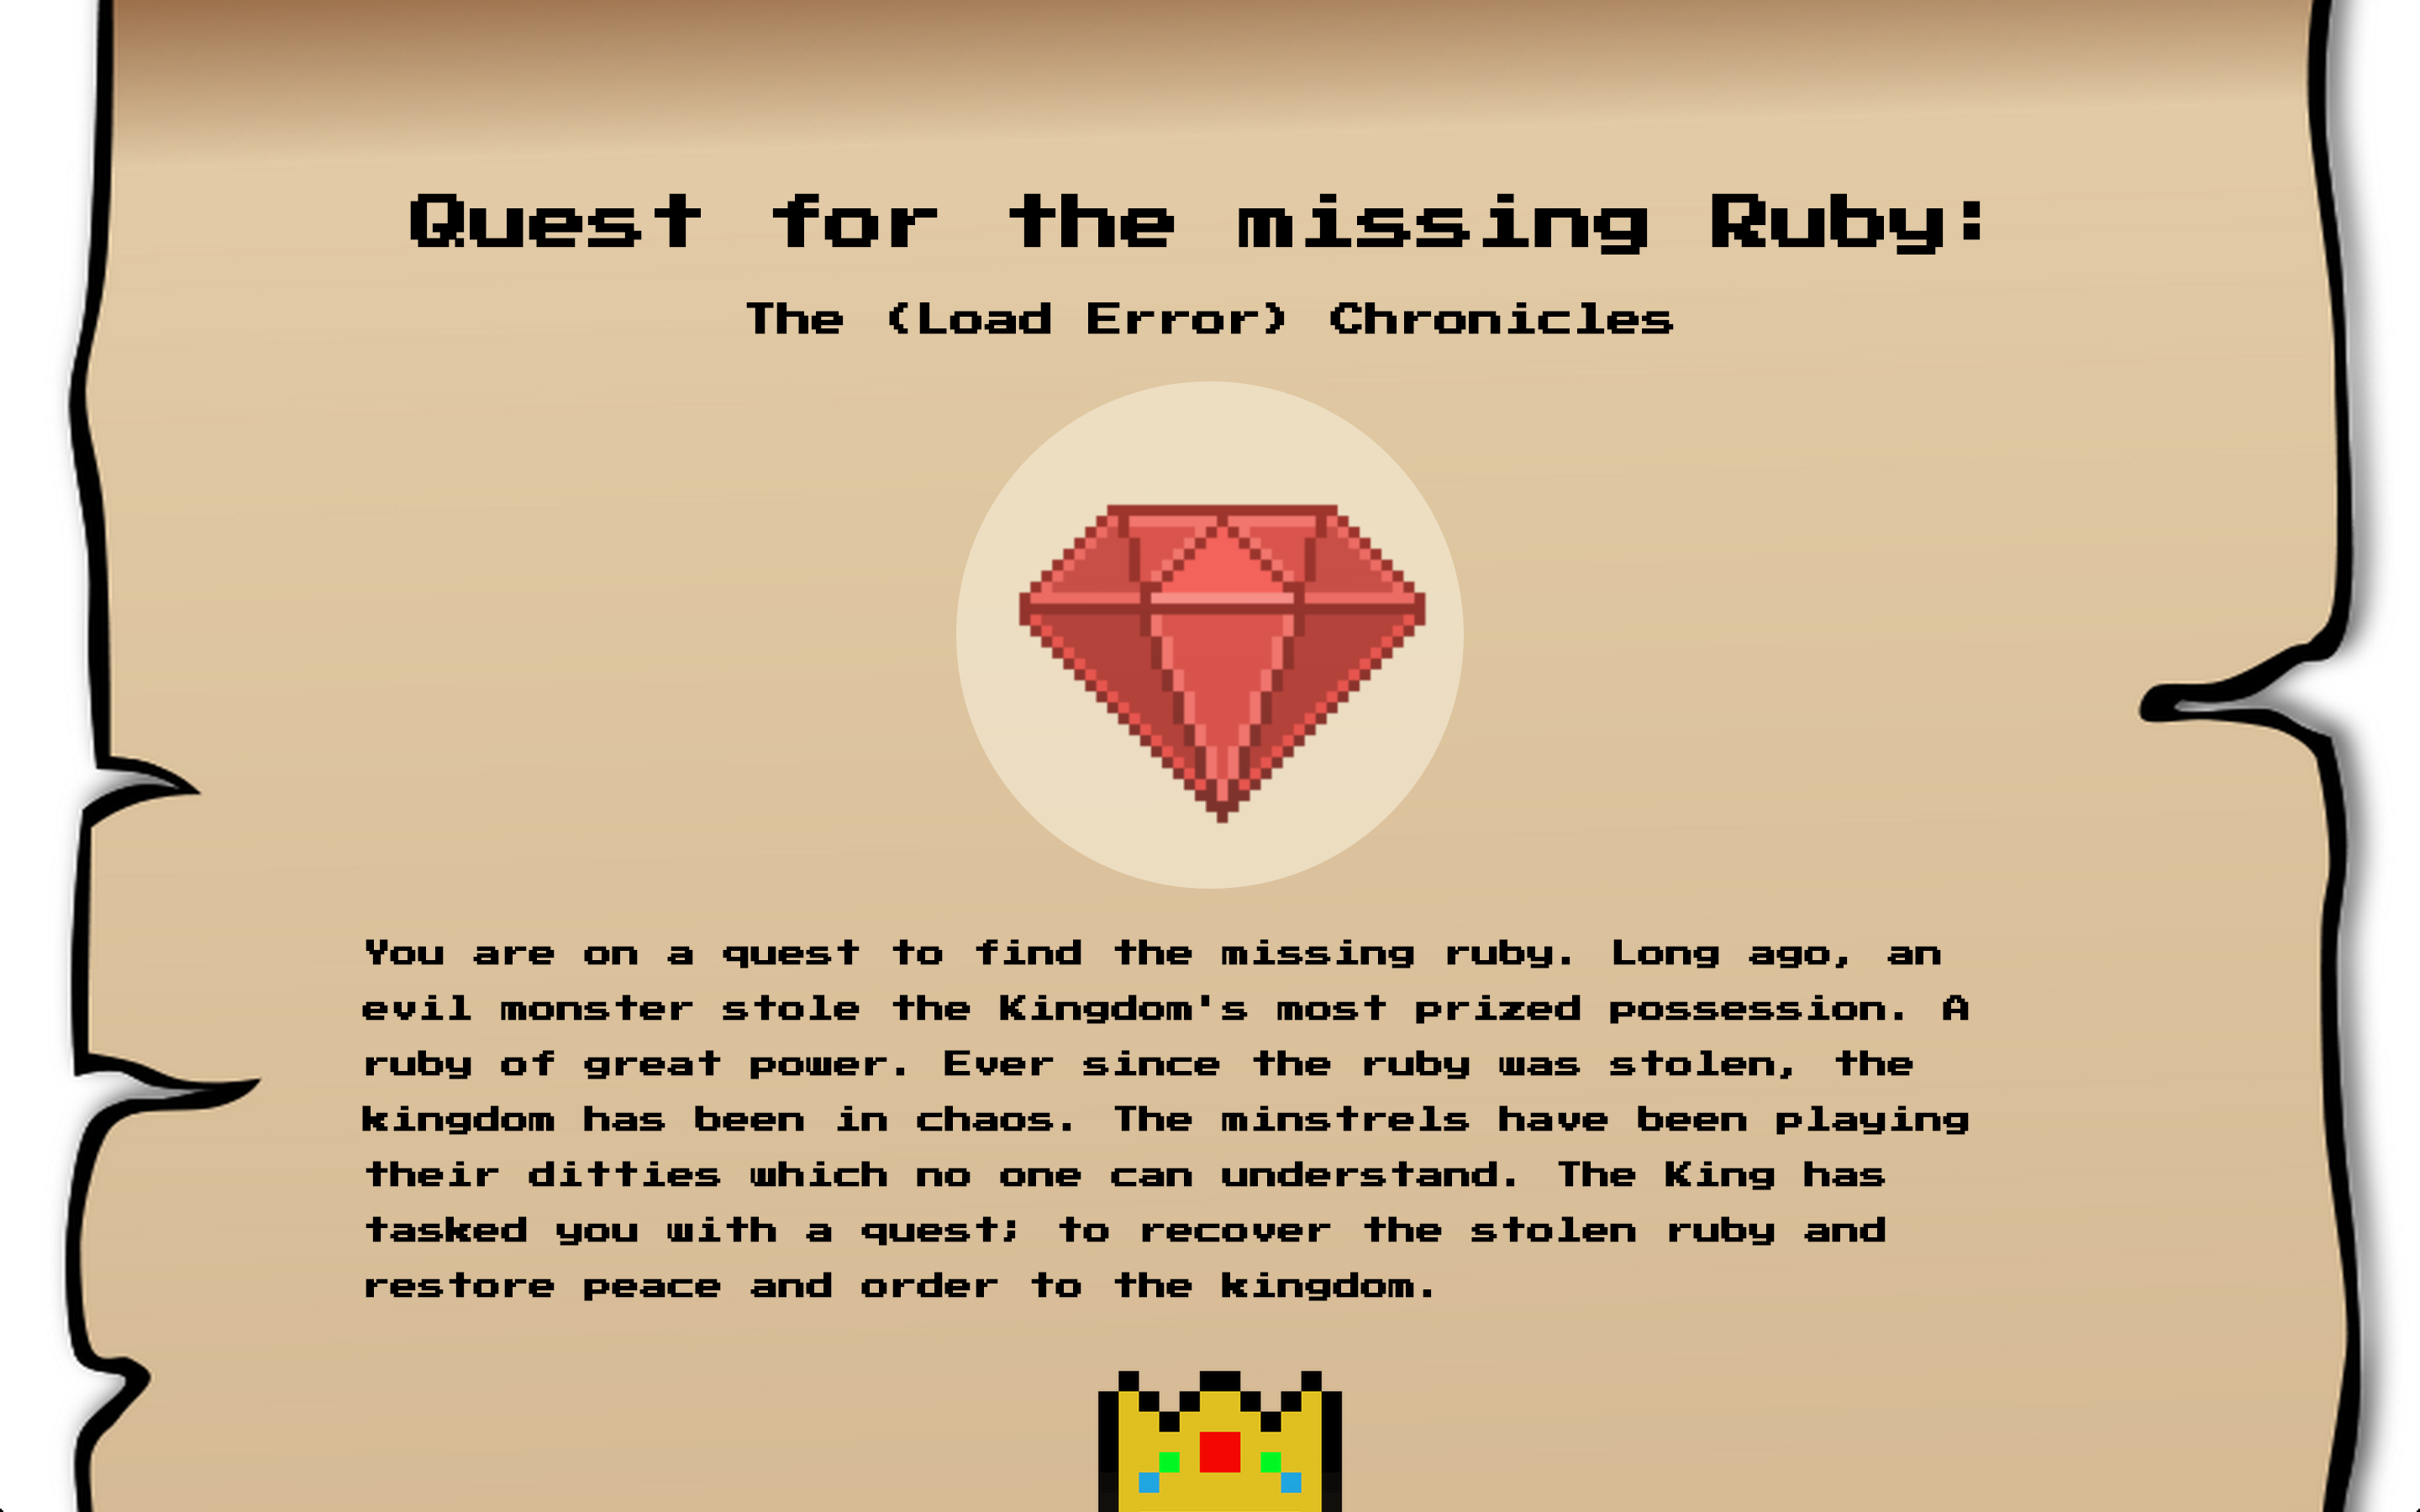 Quest for the missing Ruby:
The (Load Error) Chronicles
You are on a quest to find the missing ruby. Long ago, an
evil monster stole the Kingdom's most prized possession. A
ruby of great power. Ever since the ruby was stolen, the
kingdom has been in chaos. The minstrels have been playing
their ditties which no one can understand. The King has
tasked you with a quest; to recover the stolen ruby and
restore peace and order to the kingdom.